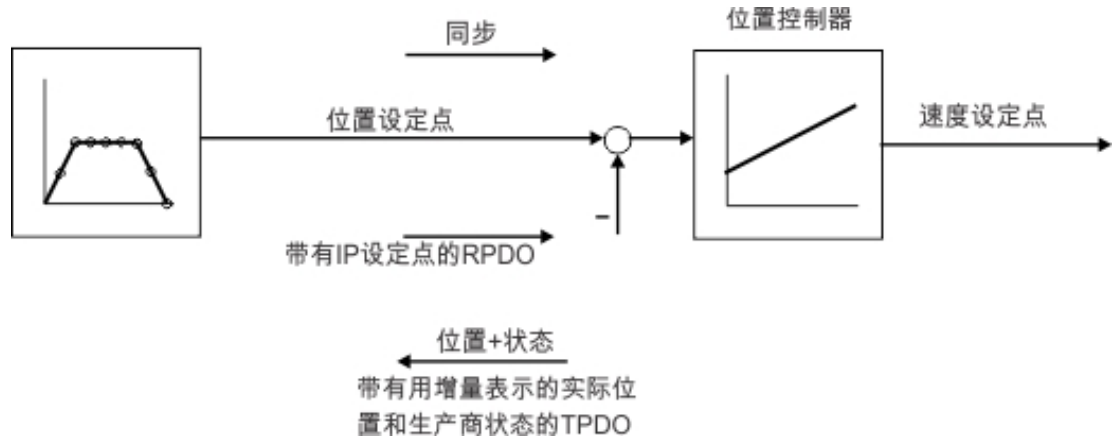 位置控制器
同步
位置设定点
速度设定点
−
带有IP设定点的RPDO
位置+状态
带有用增量表示的实际位
置和生产商状态的TPDO